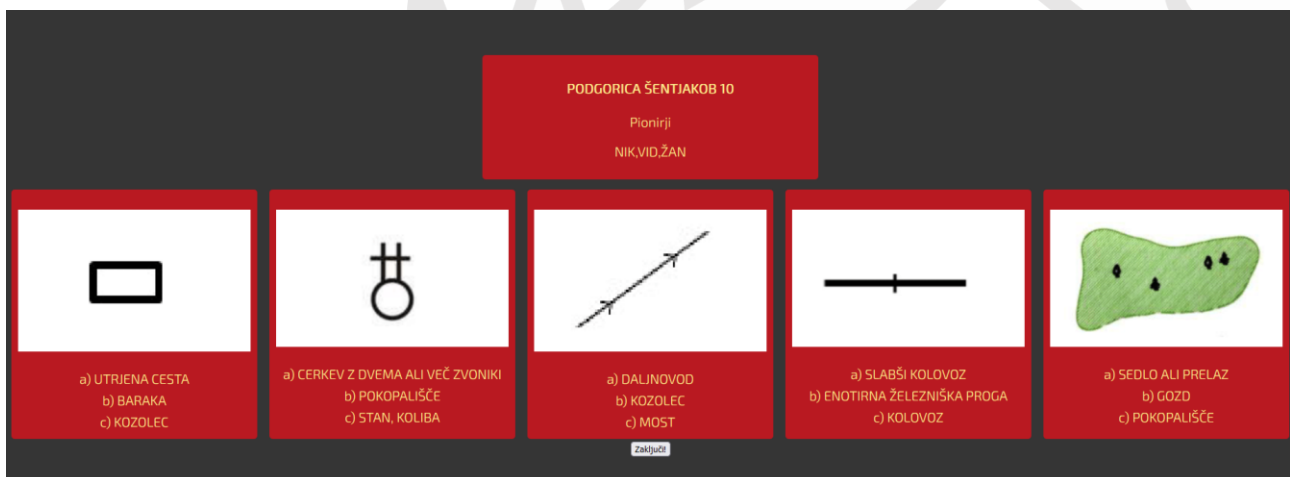 PODGORICA ŠENTJAKOB 10
Pionirji
NIK,VID,ŽAN
a) UTRJENA CESTA
b) BARAKA
c) KOZOLEC
a) CERKEV Z DVEMA ALI VEČ ZVONIKI
b) POKOPALIŠČE
c) STAN, KOLIBA
a) DALJNOVOD
b) KOZOLEC
c) MOST
a) SLABŠI KOLOVOZ
b) ENOTIRNA ŽELEZNIŠKA PROGA
c) KOLOVOZ
a) SEDLO ALI PRELAZ
b) GOZD
c) POKOPALIŠČE
Zaključi!